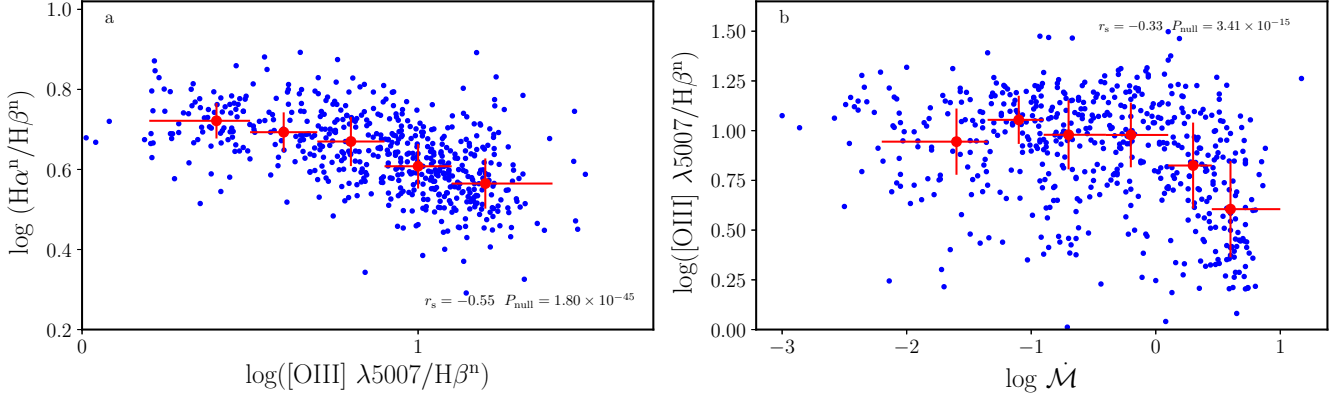 a
r_s = −0.55 P_null = 1.80 × 10^−45
log (Hα^n/Hβ^n)
1.0
0.8
0.6
0.4
0.2
0
1
log([OIII] λ5007/Hβ^n)
b
r_s = −0.33 P_null = 3.41 × 10^−15
log([OIII] λ5007/Hβ^n)
1.50
1.25
1.00
0.75
0.50
0.25
0.00
−3
−2
−1
0
1
log Ṁ